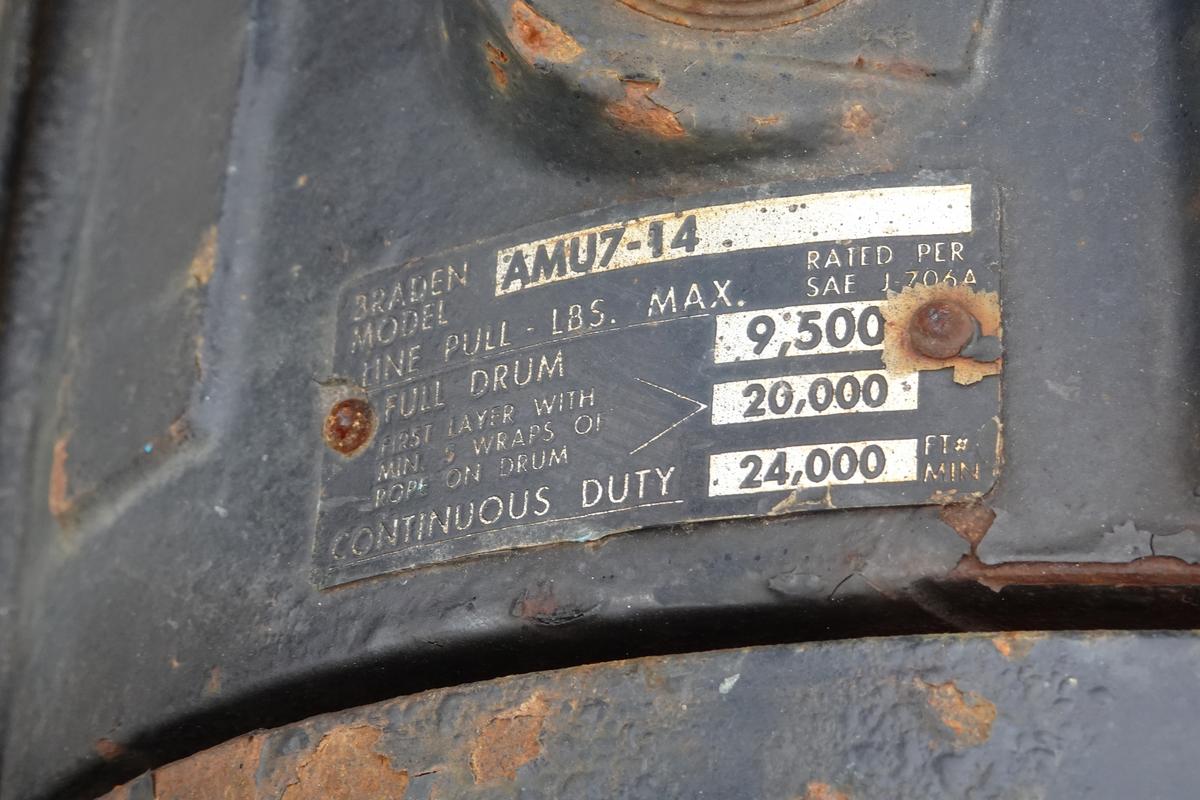 BRADEN MODEL AMU7-14
LINE PULL - LBS. MAX.
RATED PER
SAE J-706A
FULL DRUM 9,500
FIRST LAYER WITH
MIN. 5 WRAPS OF
ROPE ON DRUM
20,000
CONTINUOUS DUTY 24,000 FT# MIN